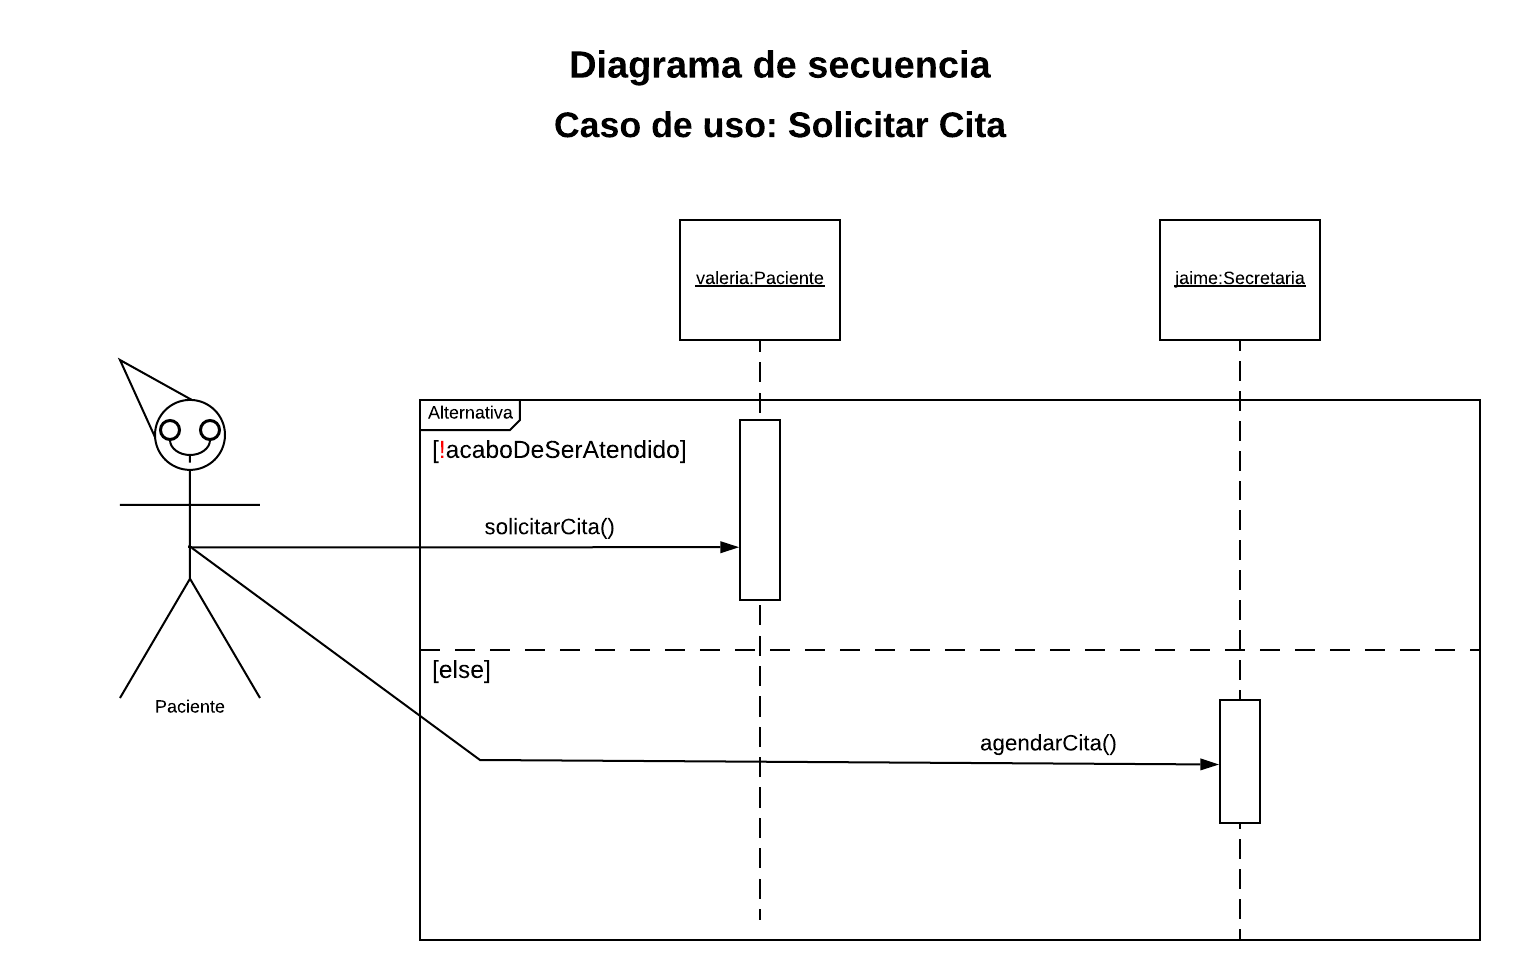 Diagrama de secuencia
Caso de uso: Solicitar Cita
valeria:Paciente
jaime:Secretaria
Alternativa
[!acaboDeSerAtendido]
solicitarCita()
[else]
Paciente
agendarCita()